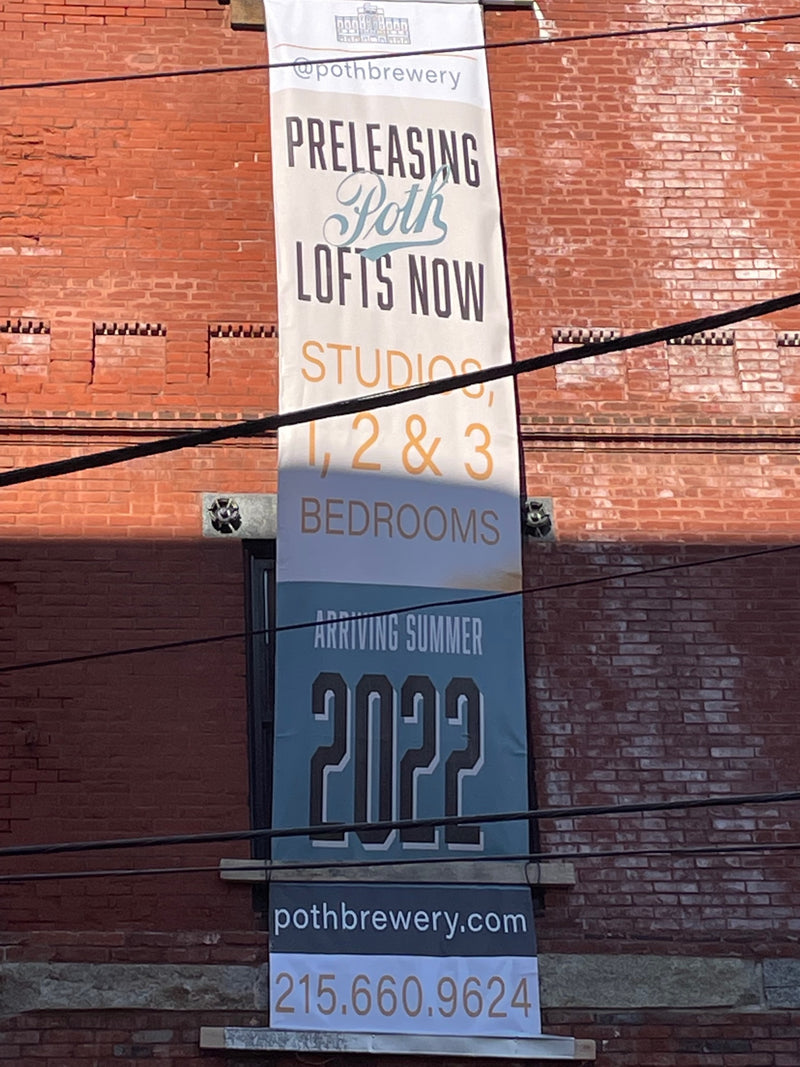 @pothbrewery
PRELEASING
Poth
LOFTS NOW
STUDIOS,
1, 2 & 3
BEDROOMS
ARRIVING SUMMER
2022
pothbrewery.com
215.660.9624